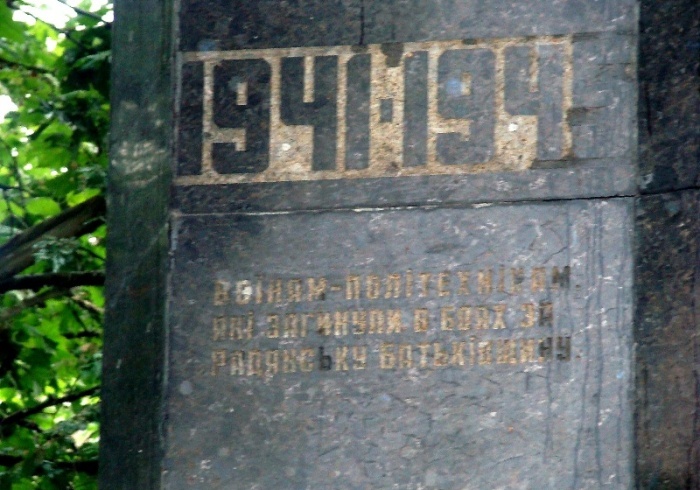 1941-1945
ВОЇНАМ-ПОЛІТЕХНІКАМ,
ЯКІ ЗАГИНУЛИ В БОЯХ ЗА
РАДЯНСЬКУ БАТЬКІВЩИНУ.